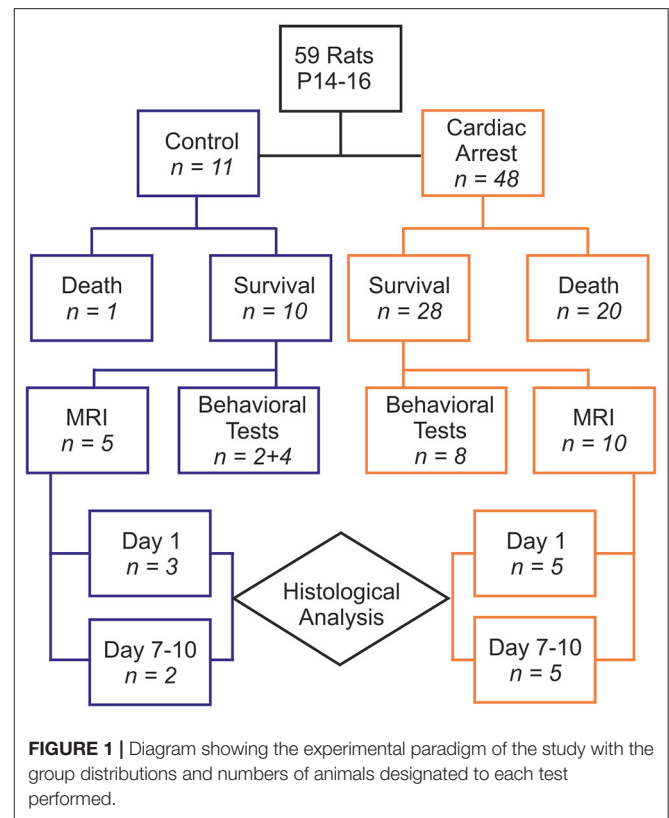 59 Rats
P14-16
Control
n = 11
Cardiac
Arrest
n = 48
Death
n = 1
Survival
n = 10
Survival
n = 28
Death
n = 20
MRI
n = 5
Behavioral
Tests
n = 2+4
Behavioral
Tests
n = 8
MRI
n = 10
Day 1
n = 3
Histological
Analysis
Day 1
n = 5
Day 7-10
n = 2
Day 7-10
n = 5
FIGURE 1 | Diagram showing the experimental paradigm of the study with the
group distributions and numbers of animals designated to each test
performed.